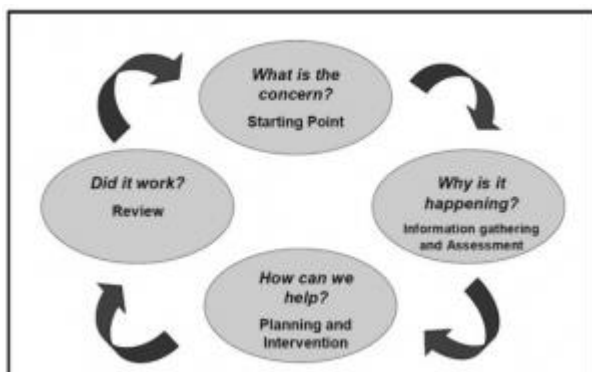 What is the
concern?
Starting Point
Why is it
happening?
Information gathering
and Assessment
How can we
help?
Planning and
Intervention
Did it work?
Review